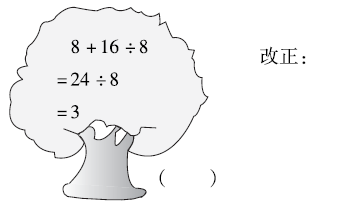 8 + 16 ÷ 8
= 24 ÷ 8
= 3
改正：
(    )